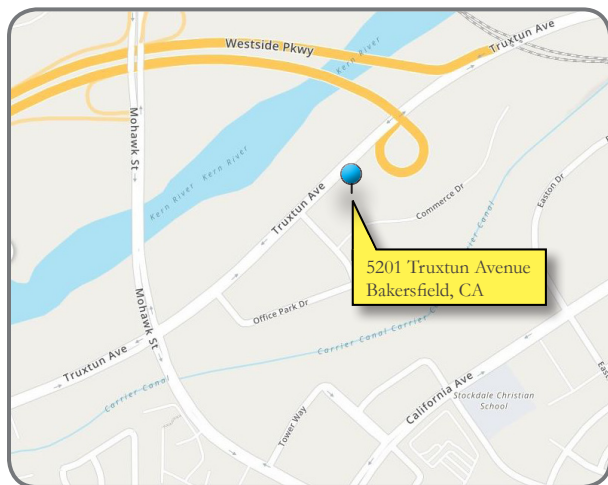 Westside Pkwy
Truxtun Ave
Kern River
Mohawk St
Kern River Kern River
Truxtun Ave
Commerce Dr
Easton Dr
Carrier Canal
5201 Truxtun Avenue
Bakersfield, CA
Mohawk St
Office Park Dr
Truxtun Ave
Carrier Canal Carrier
Carrier Canal
California Ave
Stockdale Christian
School
Tower Way